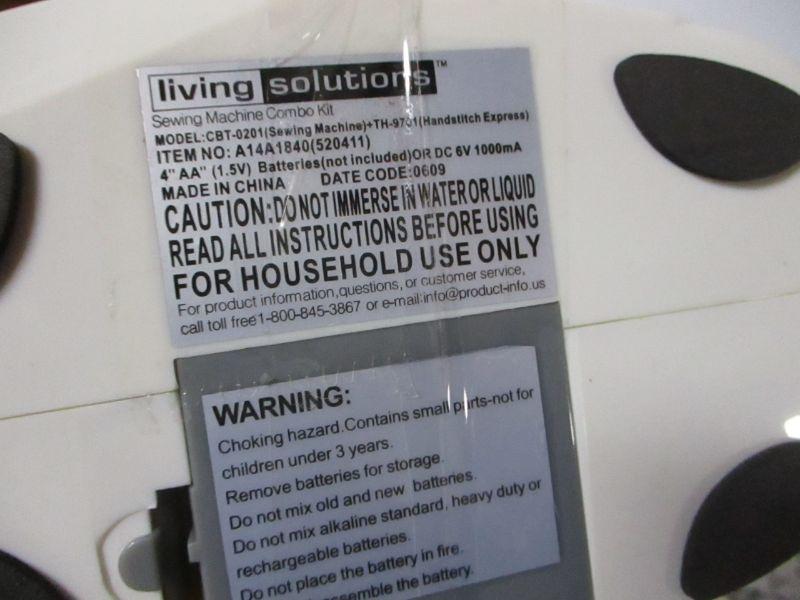 living solutions™
Sewing Machine Combo Kit
MODEL:CBT-0201(Sewing Machine)+TH-9701(Handstitch Express)
ITEM NO: A14A1840(520411)
4" AA" (1.5V) Batteries(not included)OR DC 6V 1000mA
MADE IN CHINA DATE CODE:0609
CAUTION:DO NOT IMMERSE IN WATER OR LIQUID
READ ALL INSTRUCTIONS BEFORE USING
FOR HOUSEHOLD USE ONLY
For product information,questions, or customer service,
call toll free1-800-845-3867 or e-mail:info@product-info.us
WARNING:
Choking hazard.Contains small parts-not for
children under 3 years.
Remove batteries for storage.
Do not mix old and new batteries.
Do not mix alkaline standard, heavy duty or
rechargeable batteries.
Do not place the battery in fire.
the battery.